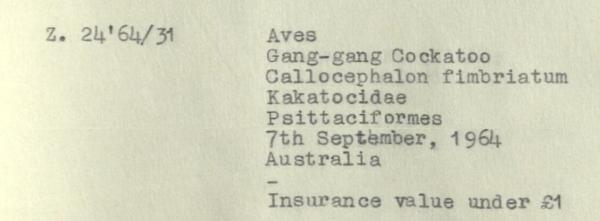 Z. 24'64/31 Aves
Gang-gang Cockatoo
Callocephalon fimbriatum
Kakatocidae
Psittaciformes
7th September, 1964
Australia
-
Insurance value under £1